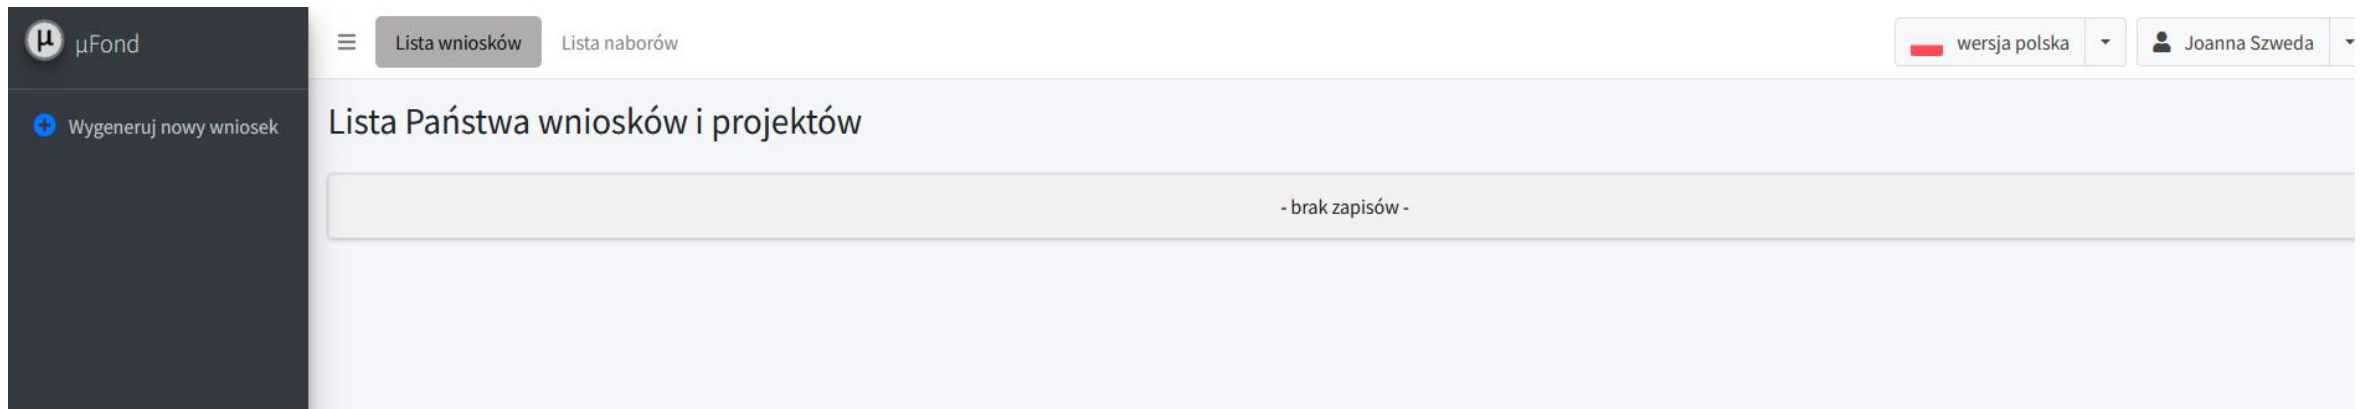 µ µFond
Lista wniosków Lista naborów wersja polska Joanna Szweda
Wygeneruj nowy wniosek
Lista Państwa wniosków i projektów
- brak zapisów -